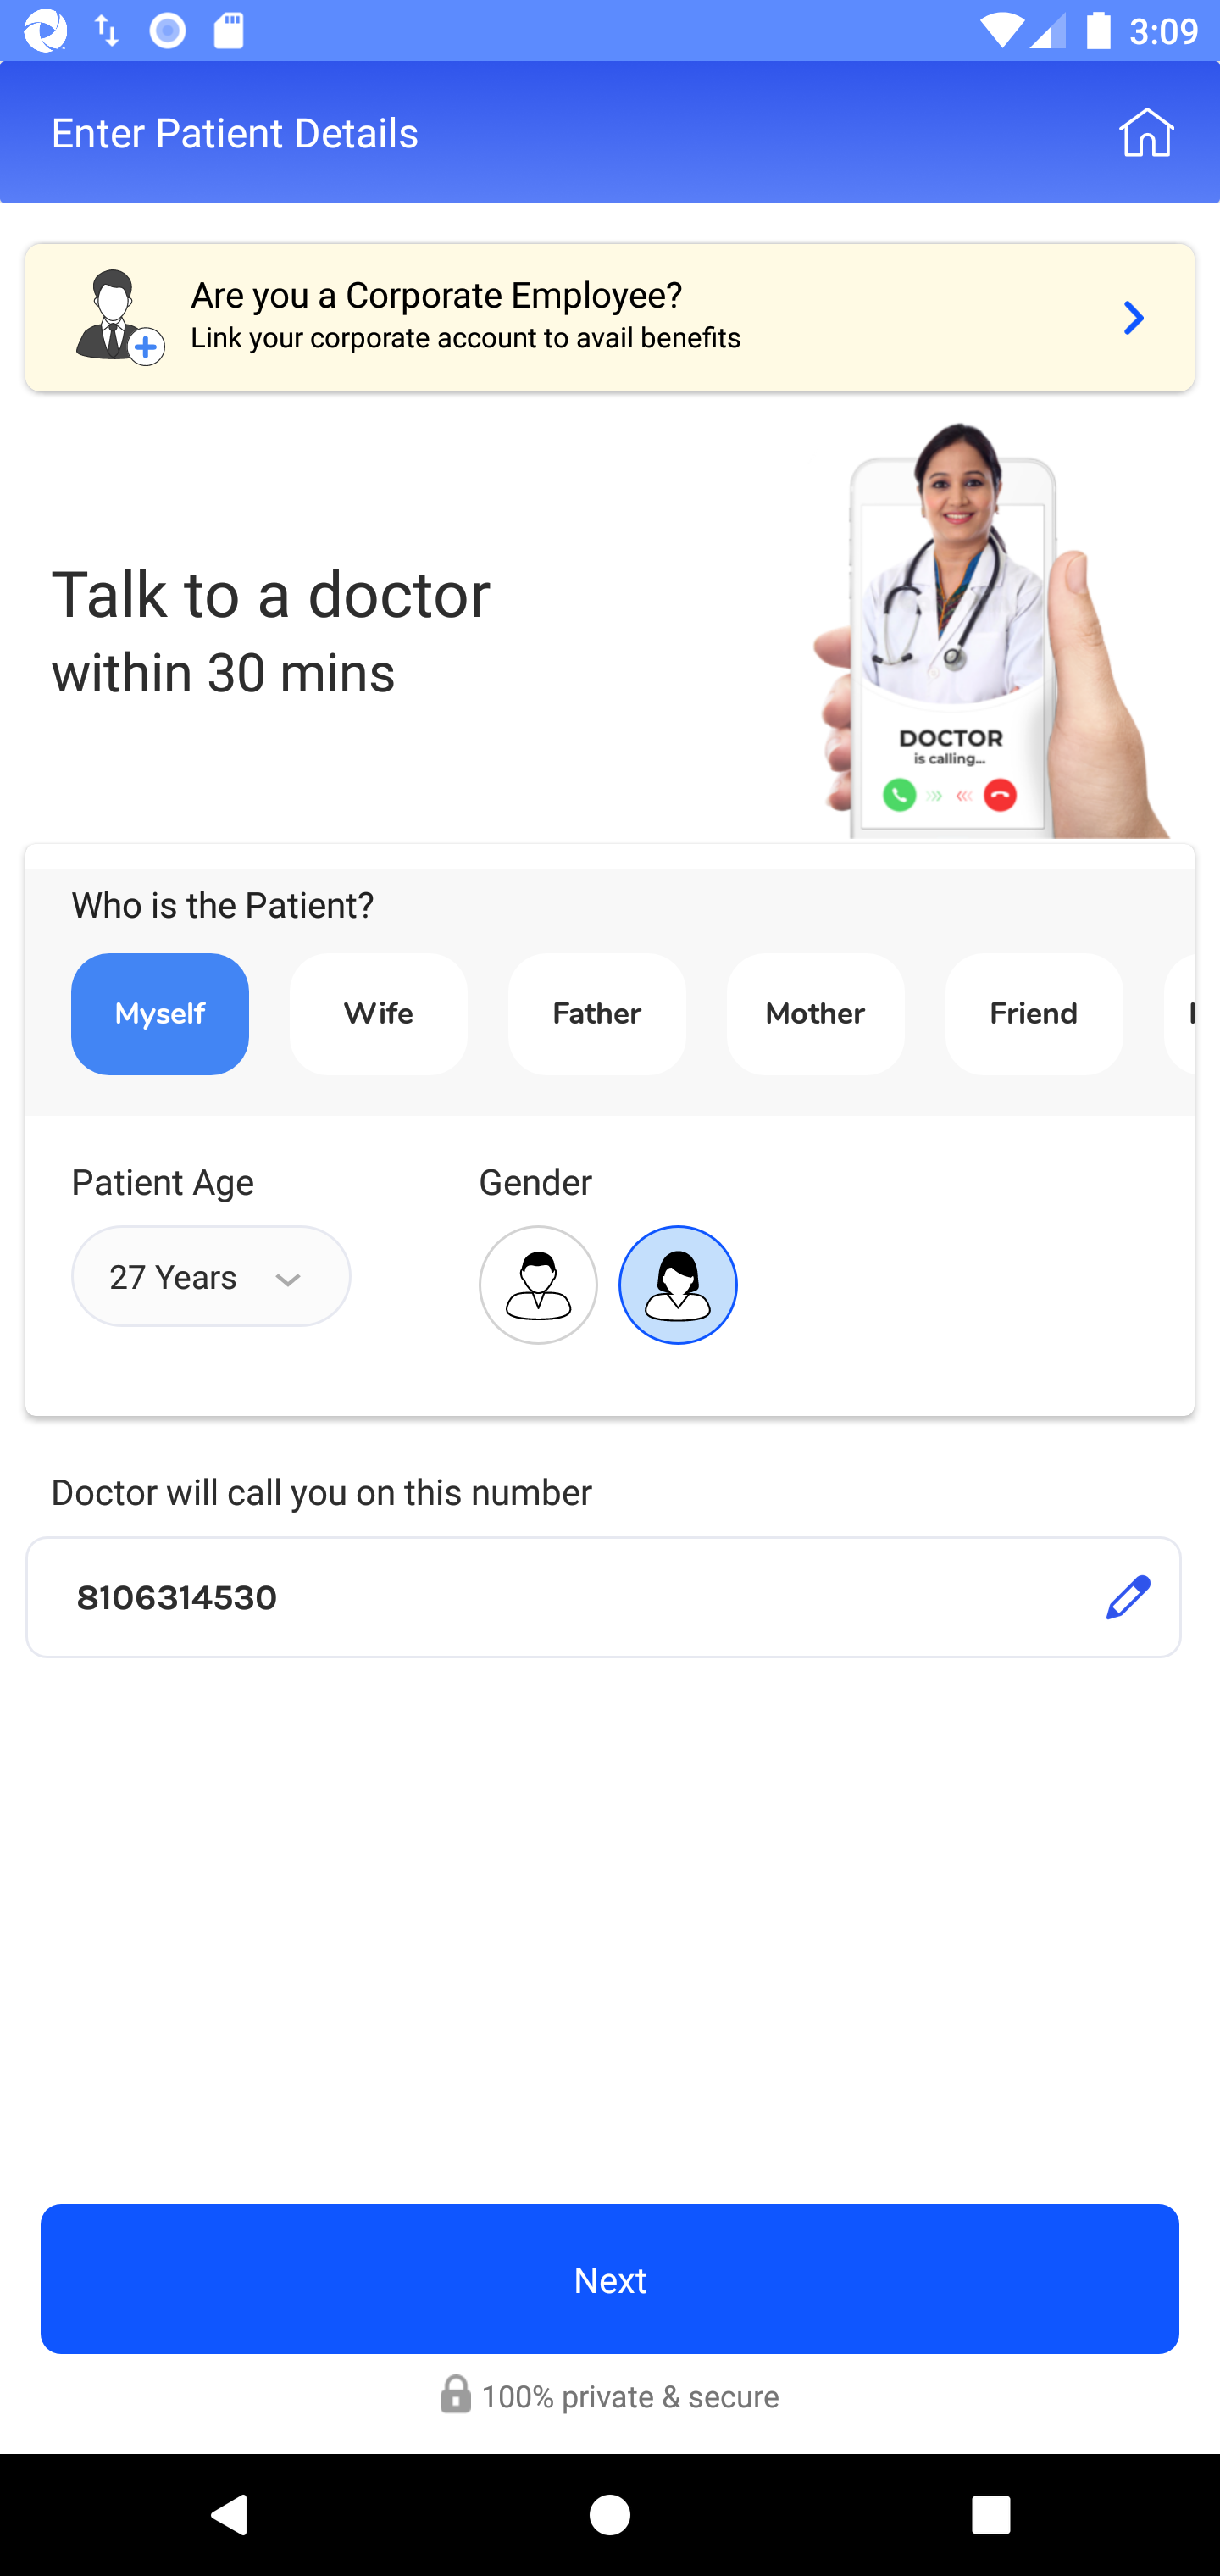 3:09
Enter Patient Details
Are you a Corporate Employee?
Link your corporate account to avail benefits
Talk to a doctor
within 30 mins
DOCTOR
is calling...
Who is the Patient?
Myself Wife Father Mother Friend
Patient Age Gender
27 Years
Doctor will call you on this number
8106314530
Next
100% private & secure